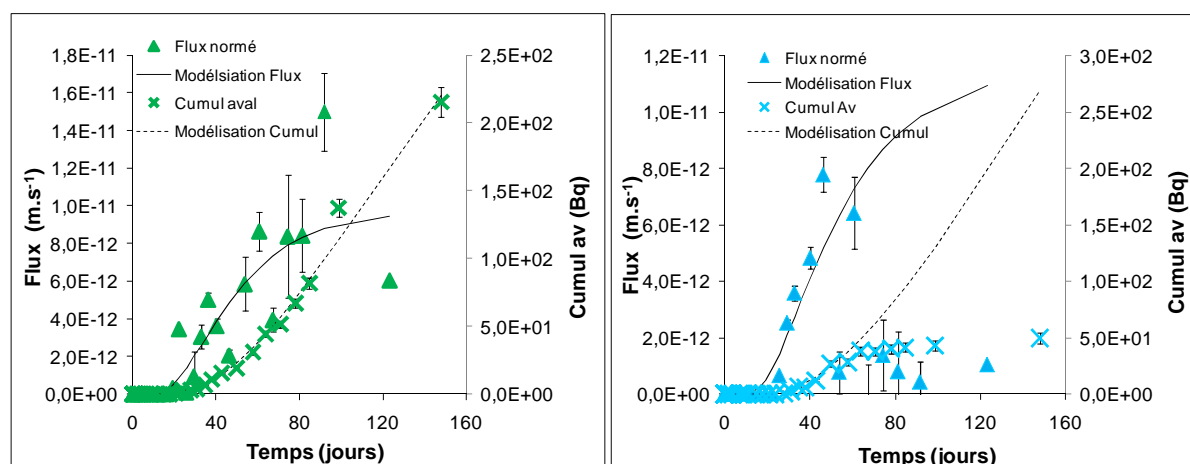 1,8E-11
1,6E-11
1,4E-11
1,2E-11
1,0E-11
8,0E-12
6,0E-12
4,0E-12
2,0E-12
0,0E+00
Flux (m.s-1)
Flux normé
Modélsiation Flux
Cumul aval
Modélisation Cumul
2,5E+02
2,0E+02
1,5E+02
1,0E+02
5,0E+01
0,0E+00
Cumul av (Bq)
0 40 80 120 160
Temps (jours)
1,2E-11
1,0E-11
8,0E-12
6,0E-12
4,0E-12
2,0E-12
0,0E+00
Flux (m.s-1)
Flux normé
Modélisation Flux
Cumul Av
Modélisation Cumul
3,0E+02
2,5E+02
2,0E+02
1,5E+02
1,0E+02
5,0E+01
0,0E+00
Cumul av (Bq)
0 40 80 120 160
Temps (jours)